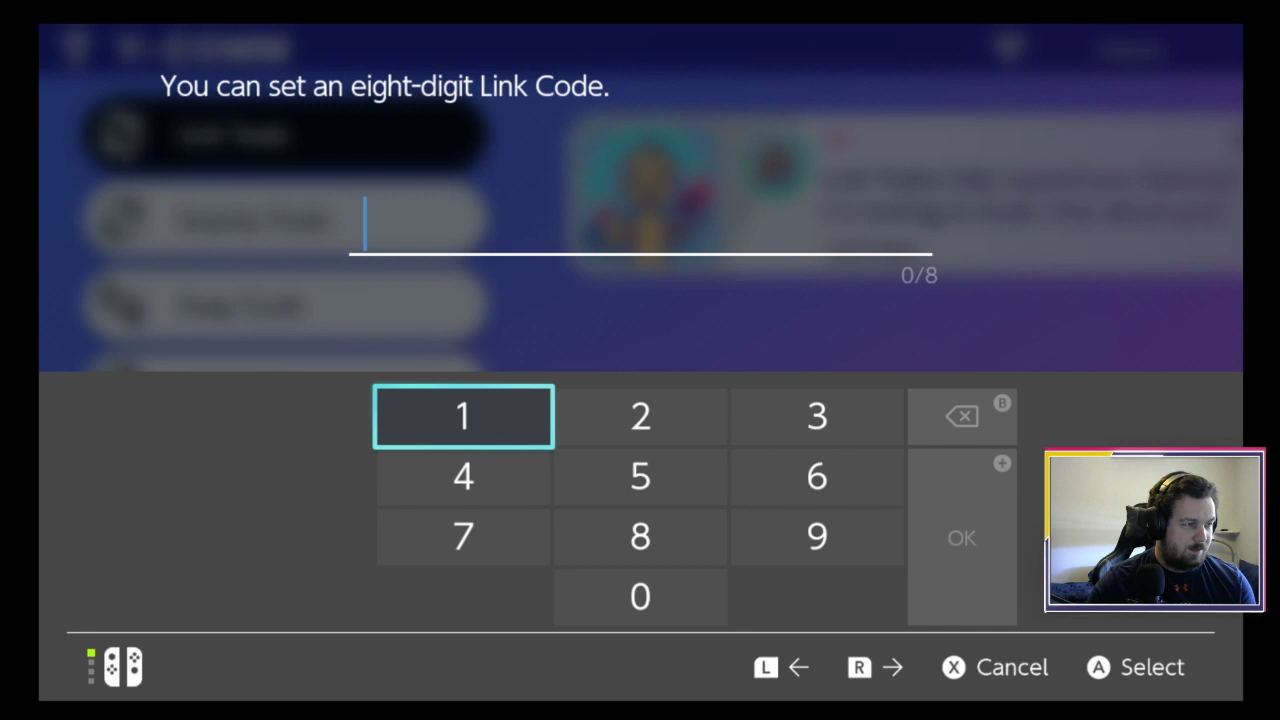 You can set an eight-digit Link Code.
0/8
1 2 3 B
4 5 6 +
7 8 9 OK
0
L ← R → X Cancel A Select